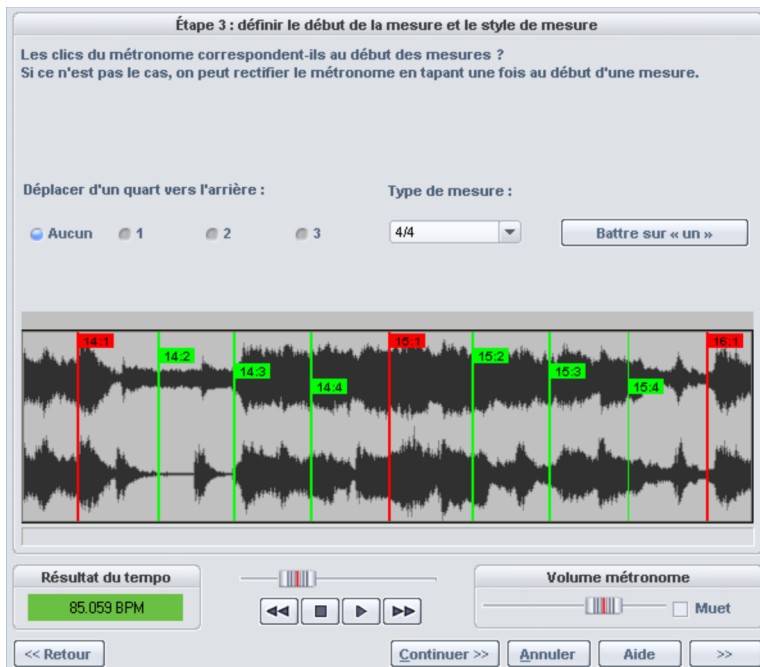 Étape 3 : définir le début de la mesure et le style de mesure
Les clics du métronome correspondent-ils au début des mesures ?
Si ce n'est pas le cas, on peut rectifier le métronome en tapant une fois au début d'une mesure.
Déplacer d'un quart vers l'arrière :
Type de mesure :
Aucun
1
2
3
4/4
Battre sur « un »
14:1
14:2
14:3
14:4
15:1
15:2
15:3
15:4
16:1
Résultat du tempo
85.059 BPM
Volume métronome
Muet
<< Retour
Continuer >>
Annuler
Aide
>>